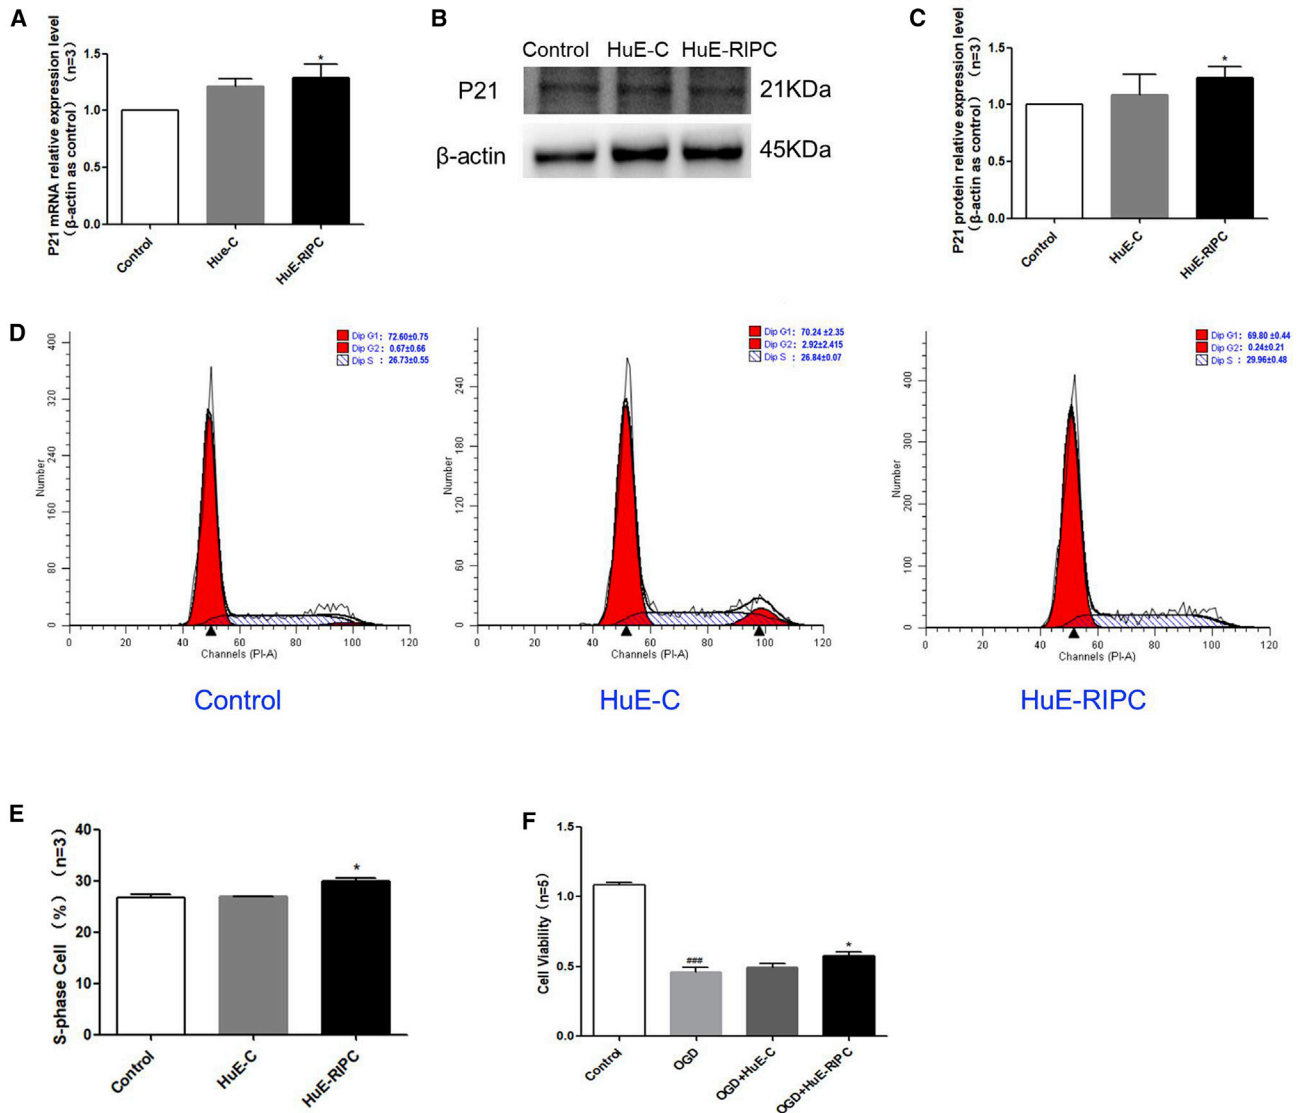 A
P21 mRNA relative expression level
(β-actin as control) (n=3)
1.5
1.0
0.5
0.0
Control
Hue-C
HuE-RIPC
*
B
Control HuE-C HuE-RIPC
P21
21KDa
β-actin
45KDa
C
P21 protein relative expression level
(β-actin as control) (n=3)
1.5
1.0
0.5
0.0
Control
HuE-C
HuE-RIPC
*
D
Dip G1: 72.60±0.75
Dip G2: 0.67±0.66
Dip S : 26.73±0.55
Number
400
320
240
160
80
0
0 20 40 60 80 100 120
Channels (PI-A)
Control
Dip G1: 70.24 ±2.35
Dip G2: 2.92±2.415
Dip S : 26.84±0.07
Number
240
180
120
60
0
0 20 40 60 80 100 120
Channels (PI-A)
HuE-C
Dip G1: 69.80 ±0.44
Dip G2: 0.24±0.21
Dip S : 29.96±0.48
Number
400
300
200
100
0
0 20 40 60 80 100 120
Channels (PI-A)
HuE-RIPC
E
S-phase Cell (%) (n=3)
40
30
20
10
0
Control
HuE-C
HuE-RIPC
*
F
Cell Viability (n=5)
1.5
1.0
0.5
0.0
###
*
Control
OGD
OGD+HuE-C
OGD+HuE-RIPC